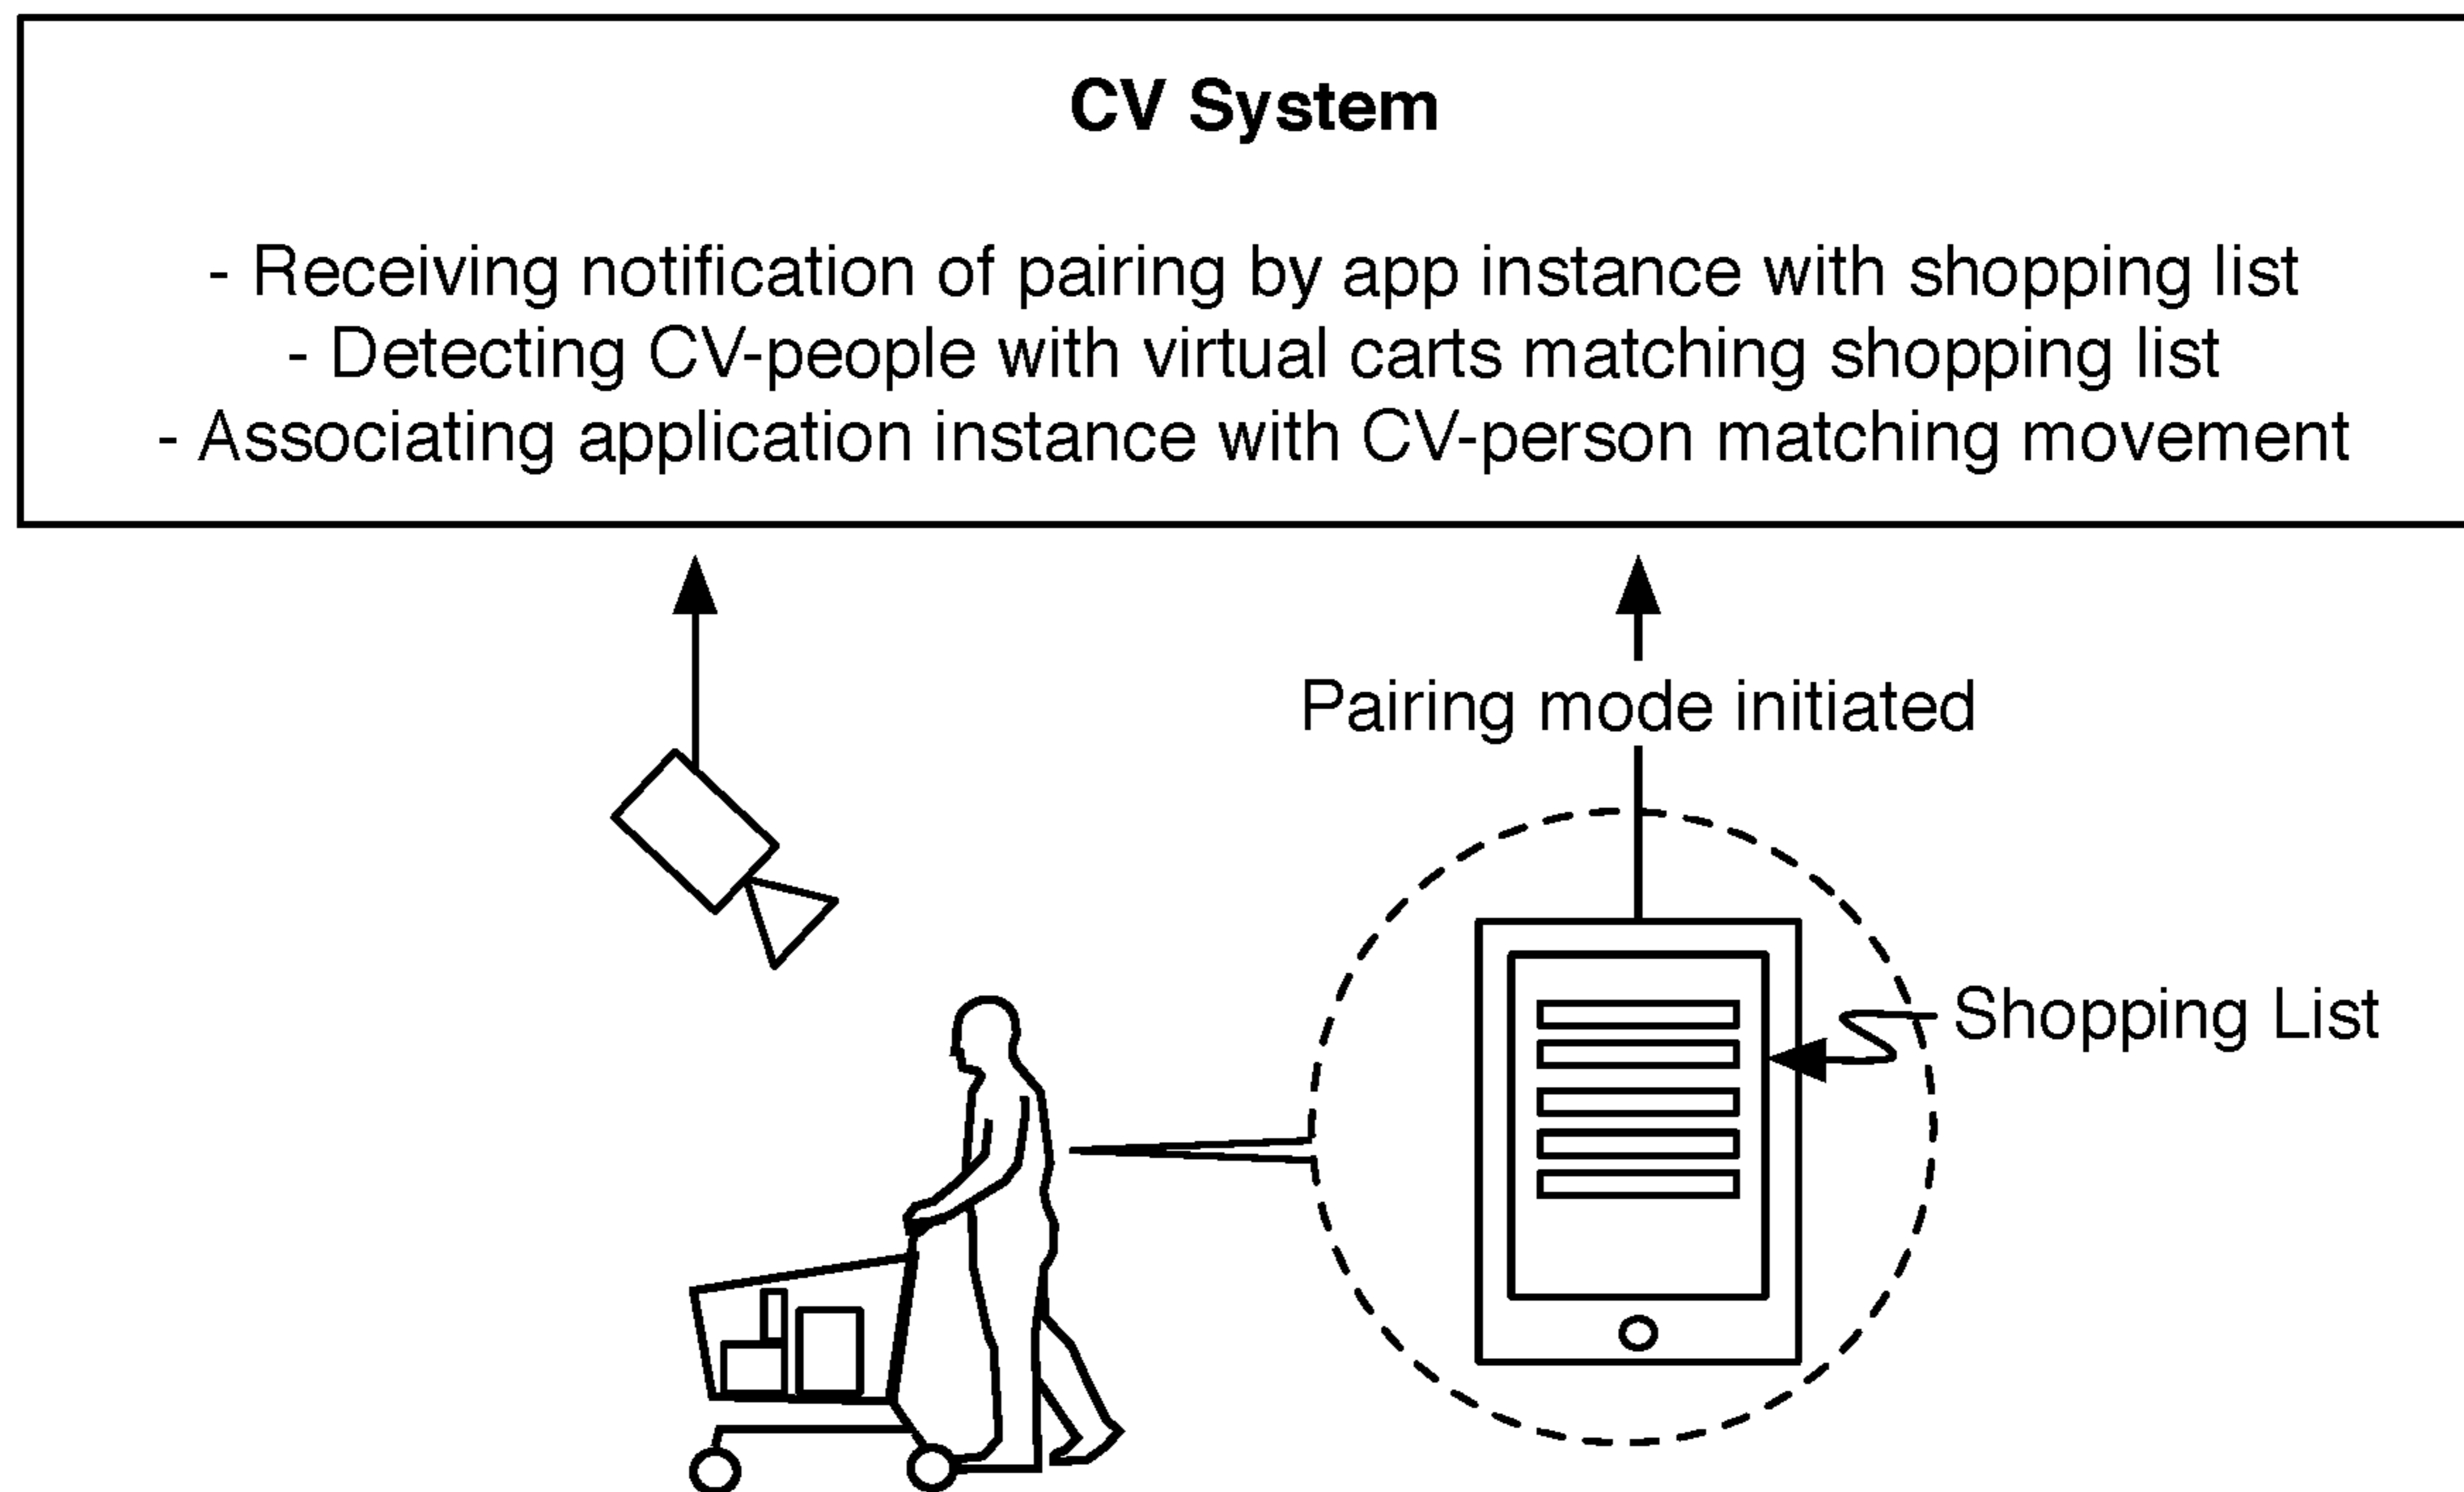 CV System
- Receiving notification of pairing by app instance with shopping list
- Detecting CV-people with virtual carts matching shopping list
- Associating application instance with CV-person matching movement
Pairing mode initiated
Shopping List